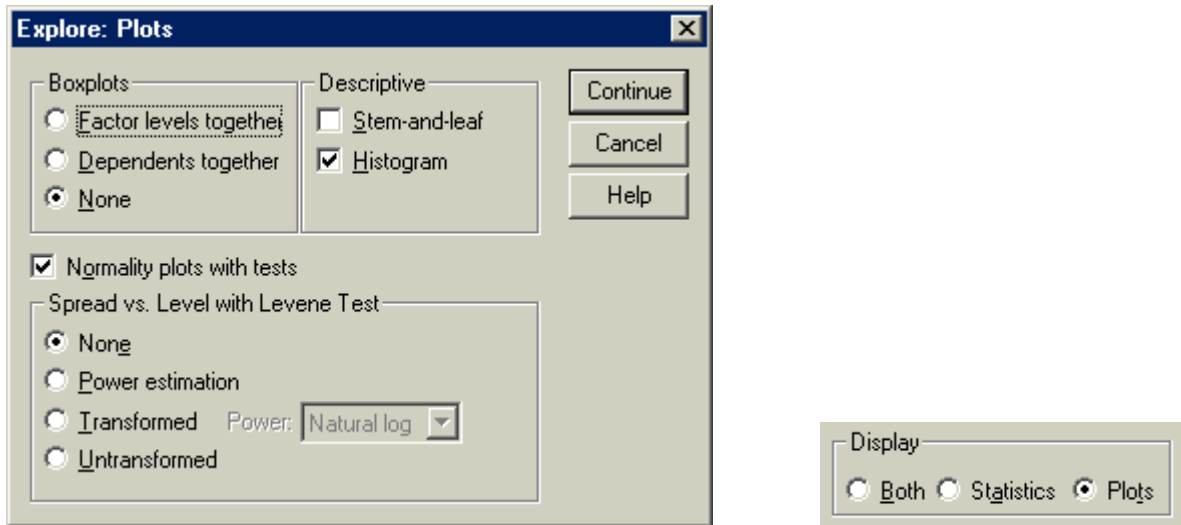 Explore: Plots
Boxplots
Factor levels together
Dependents together
None
Descriptive
Stem-and-leaf
Histogram
Continue
Cancel
Help
Normality plots with tests
Spread vs. Level with Levene Test
None
Power estimation
Transformed Power: Natural log
Untransformed
Display
Both Statistics Plots